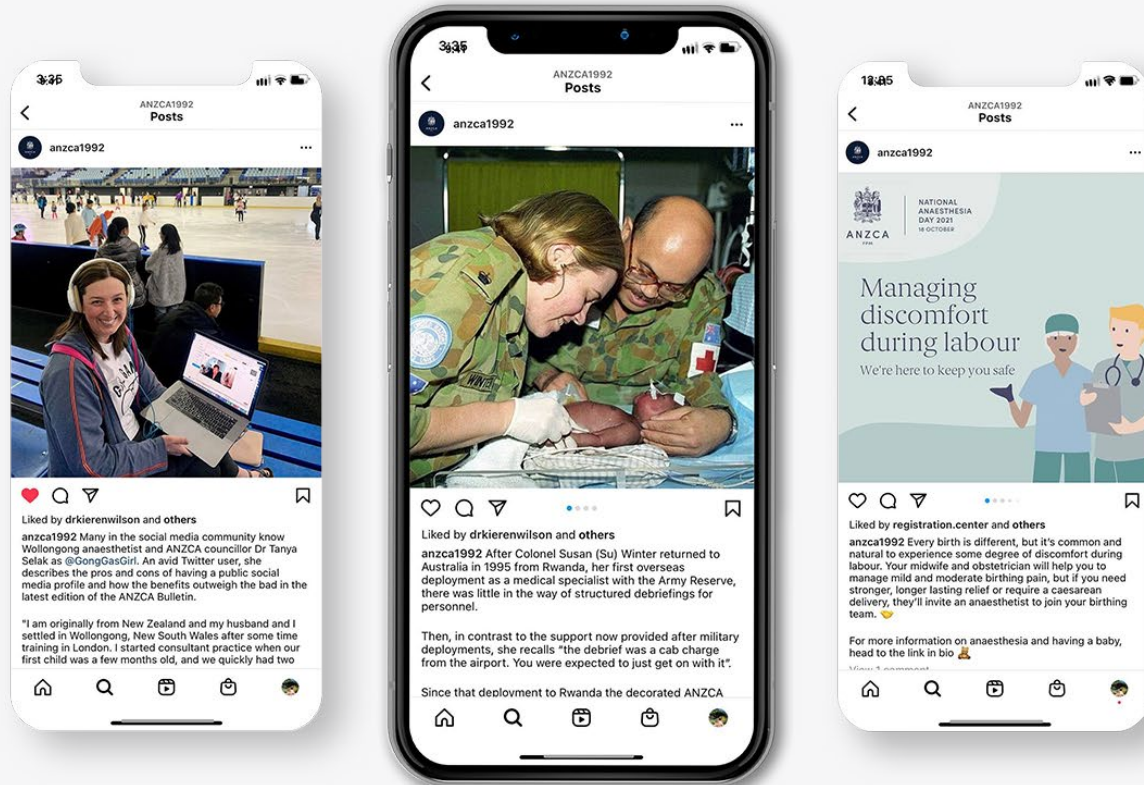 ANZCA1992
Posts
anzca1992
Liked by drkierenwilson and others
anzca1992 Many in the social media community know
Wollongong anaesthetist and ANZCA councillor Dr Tanya
Selak as @GongGasGirl. An avid Twitter user, she
describes the pros and cons of having a public social
media profile and how the benefits outweigh the bad in the
latest edition of the ANZCA Bulletin.
"I am originally from New Zealand and my husband and I
settled in Wollongong, New South Wales after some time
training in London. I started consultant practice when our
first child was a few months old, and we quickly had two
ANZCA1992
Posts
anzca1992
WINTER
Liked by drkierenwilson and others
anzca1992 After Colonel Susan (Su) Winter returned to
Australia in 1995 from Rwanda, her first overseas
deployment as a medical specialist with the Army Reserve,
there was little in the way of structured debriefings for
personnel.
Then, in contrast to the support now provided after military
deployments, she recalls "the debrief was a cab charge
from the airport. You were expected to just get on with it".
Since that deployment to Rwanda the decorated ANZCA
ANZCA1992
Posts
anzca1992
ANZCA
FPM
NATIONAL
ANAESTHESIA
DAY 2021
18 OCTOBER
Managing
discomfort
during labour
We're here to keep you safe
Liked by registration.center and others
anzca1992 Every birth is different, but it's common and
natural to experience some degree of discomfort during
labour. Your midwife and obstetrician will help you to
manage mild and moderate birthing pain, but if you need
stronger, longer lasting relief or require a caesarean
delivery, they'll invite an anaesthetist to join your birthing
team. 🤝
For more information on anaesthesia and having a baby,
head to the link in bio 🧸
View 1 comment